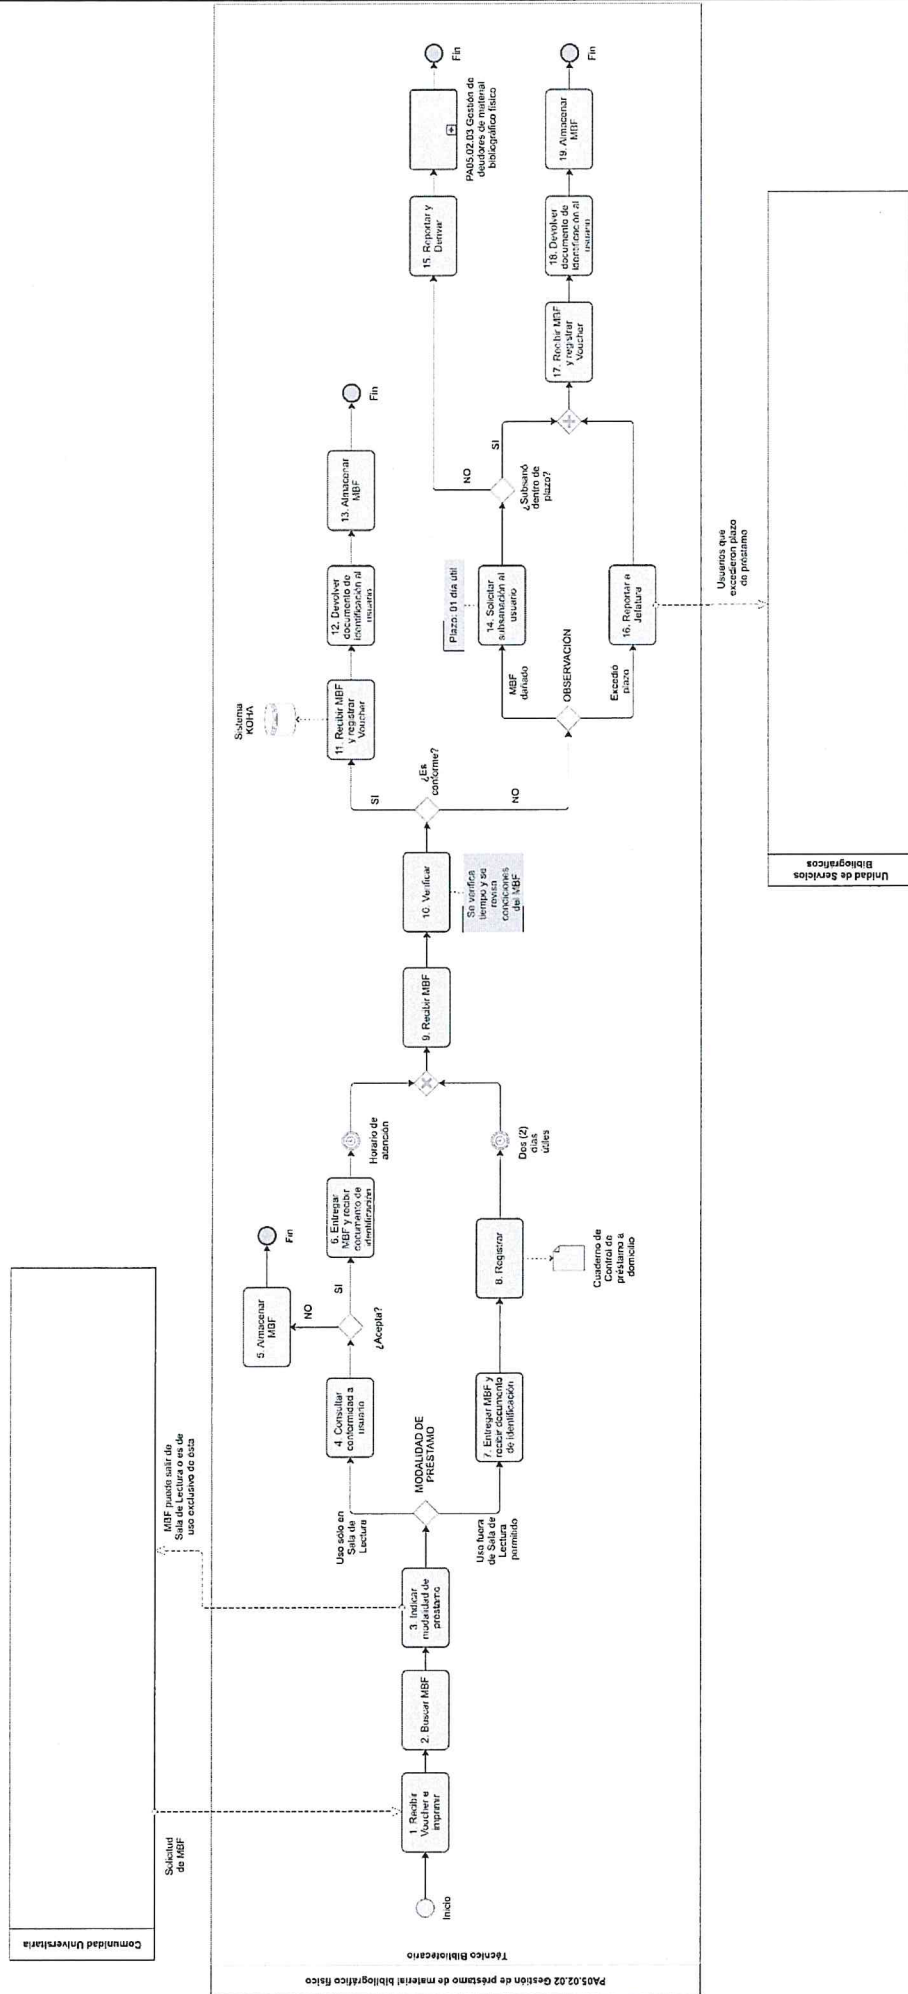 Comunidad Universitaria
Solicitud
de MBF
MBF puede salir de
Sala de Lectura o es de
uso exclusivo de ésta
PA05.02.02 Gestión de préstamo de material bibliográfico físico
Técnico Bibliotecario
Inicio
1. Recibir
Voucher e
imprimir
2. Buscar MBF
3. Indicar
modalidad de
préstamo
MODALIDAD DE
PRÉSTAMO
Uso sólo en
Sala de
Lectura
Uso fuera
de Sala de
Lectura
permitido
4. Consultar
conformidad a
usuario
¿Acepta?
NO
SI
5. Almacenar
MBF
Fin
6. Entregar
MBF y recibir
documento de
identificación
Horario de
atención
7. Entregar MBF y
recibir documento
de identificación
8. Registrar
Cuaderno de
Control de
préstamo a
domicilio
Dos (2)
días
útiles
9. Recibir MBF
10. Verificar
Se verifica
tiempo y se
revisa
condiciones
del MBF
¿Es
conforme?
SI
NO
Sistema
KOHA
11. Recibir MBF
y registrar
Voucher
12. Devolver
documento de
identificación al
usuario
13. Almacenar
MBF
Fin
OBSERVACIÓN
MBF
dañado
Excedió
plazo
Plazo: 01 día útil
14. Solicitar
subsanación al
usuario
¿Subsanó
dentro de
plazo?
NO
SI
15. Reportar y
Derivar
PA05.02.03 Gestión de
deudores de material
bibliográfico físico
Fin
16. Reportar a
Jefatura
Usuarios que
excedieron plazo
de préstamo
17. Recibir MBF
y registrar
Voucher
18. Devolver
documento de
identificación al
usuario
19. Almacenar
MBF
Fin
Unidad de Servicios
Bibliográficos